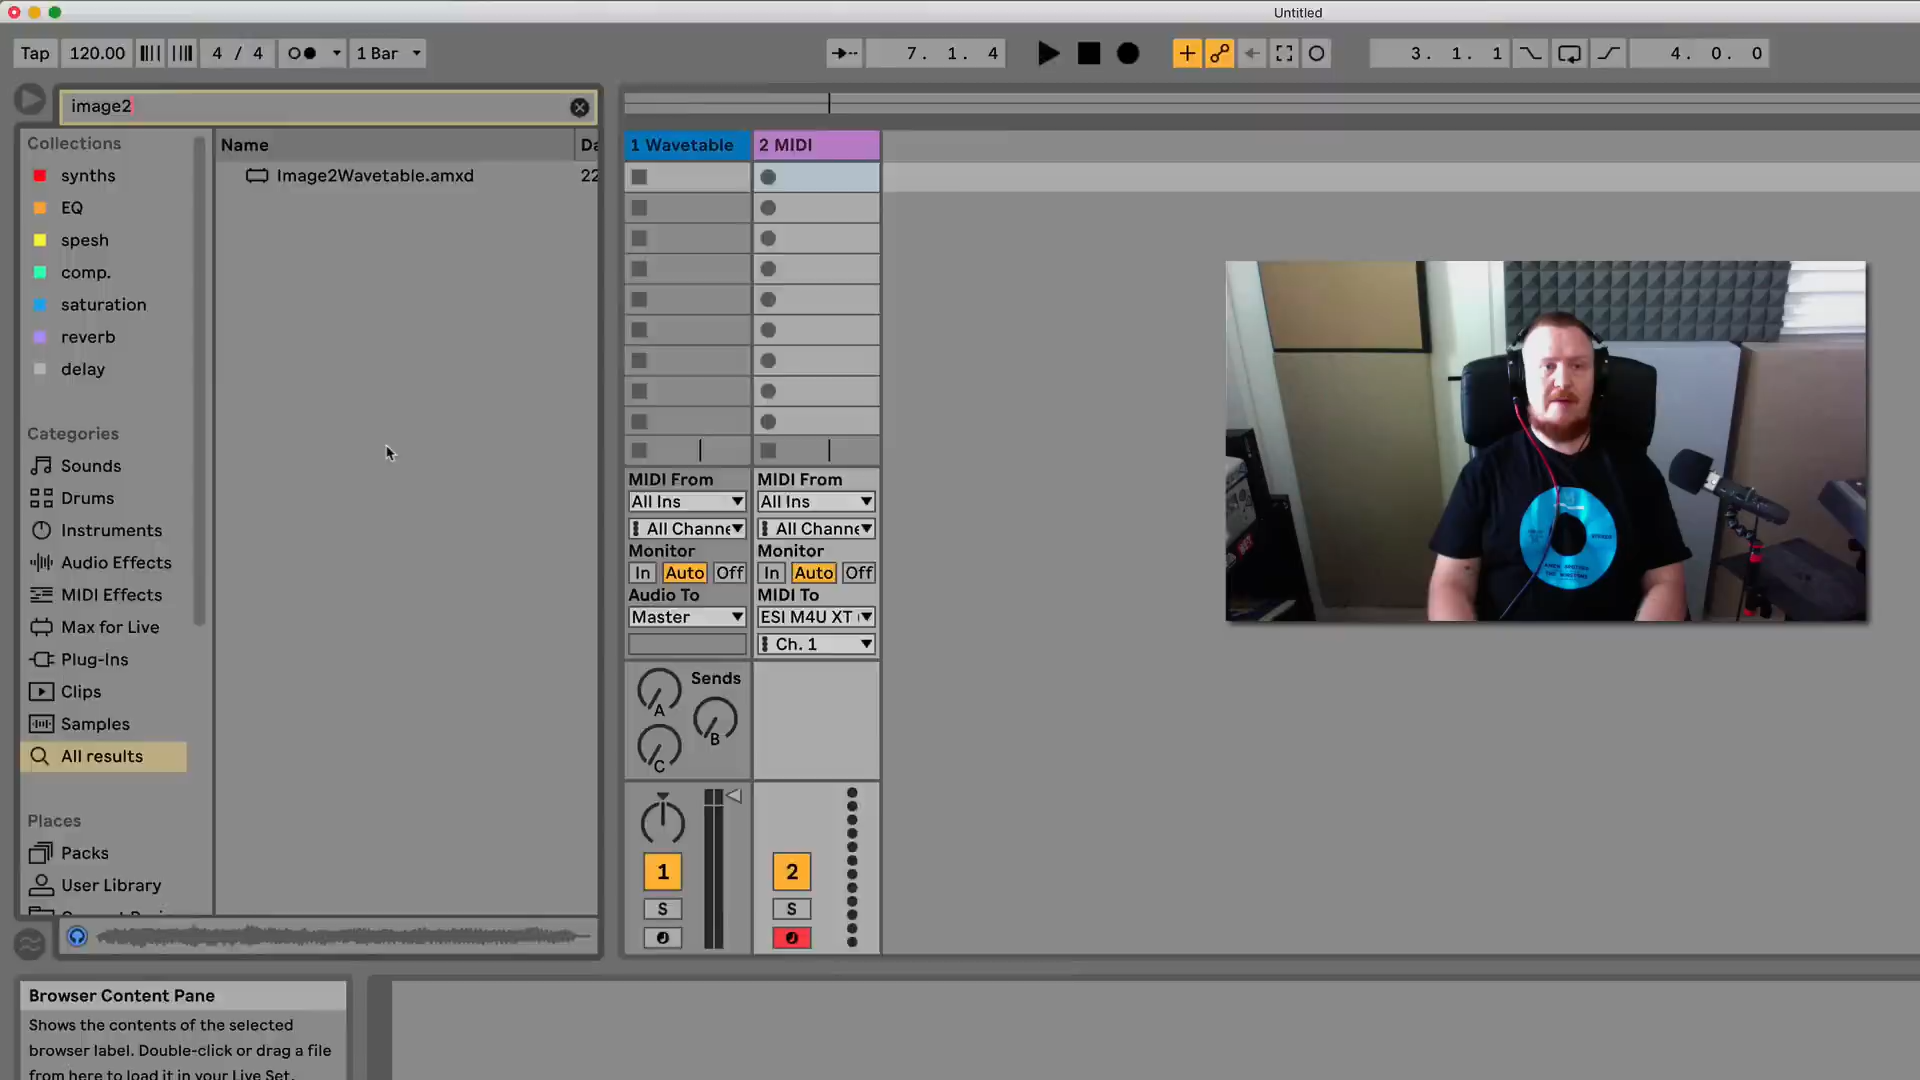 Untitled
Tap 120.00 4 / 4 1 Bar 7. 1. 4 3. 1. 1 4. 0. 0
image2
Collections
synths
EQ
spesh
comp.
saturation
reverb
delay
Categories
Sounds
Drums
Instruments
Audio Effects
MIDI Effects
Max for Live
Plug-Ins
Clips
Samples
All results
Places
Packs
User Library
Name Da
Image2Wavetable.amxd 22
1 Wavetable 2 MIDI
MIDI From MIDI From
All Ins All Ins
All Channe All Channe
Monitor Monitor
In Auto Off In Auto Off
Audio To MIDI To
Master ESI M4U XT
Ch. 1
Sends
A
B
C
1 2
S S
Browser Content Pane
Shows the contents of the selected
browser label. Double-click or drag a file
from here to load it in your Live Set.